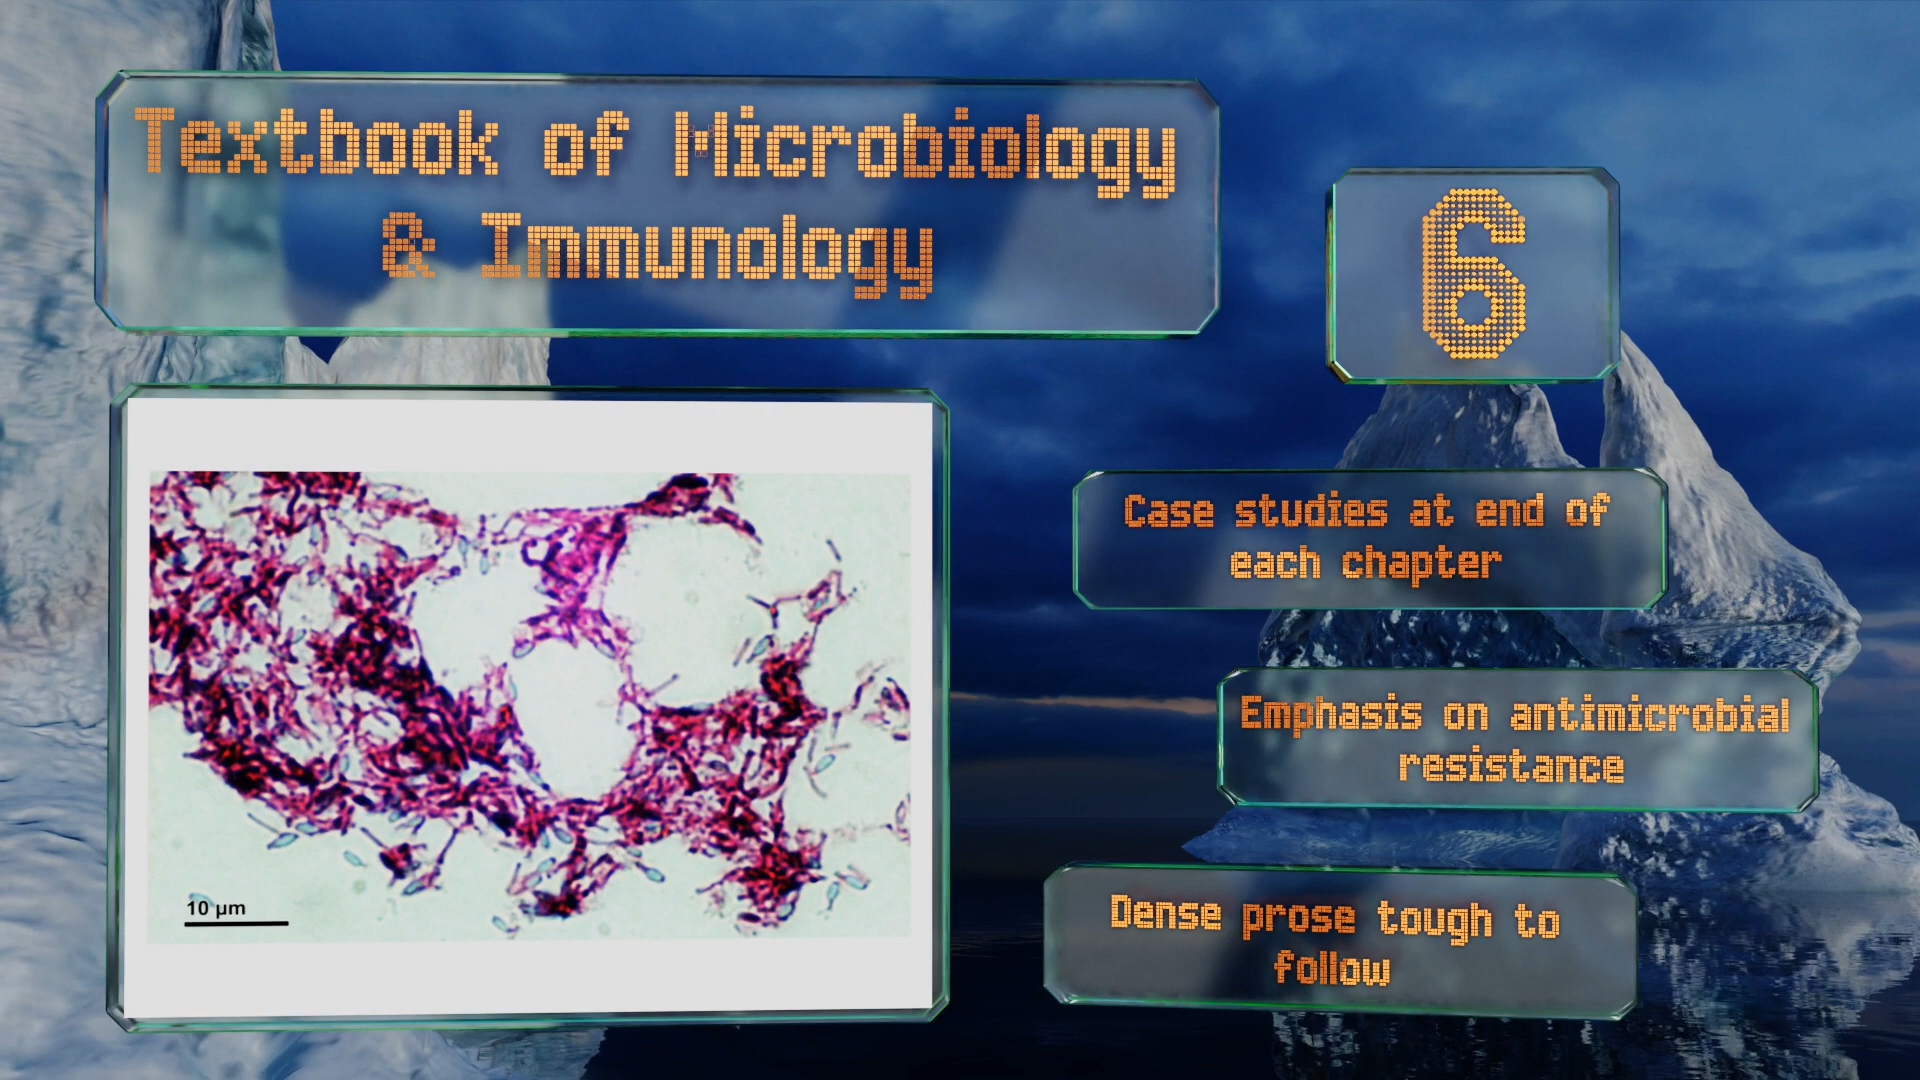 Textbook of Microbiology
& Immunology
6
Case studies at end of
each chapter
Emphasis on antimicrobial
resistance
Dense prose tough to
follow
10 µm